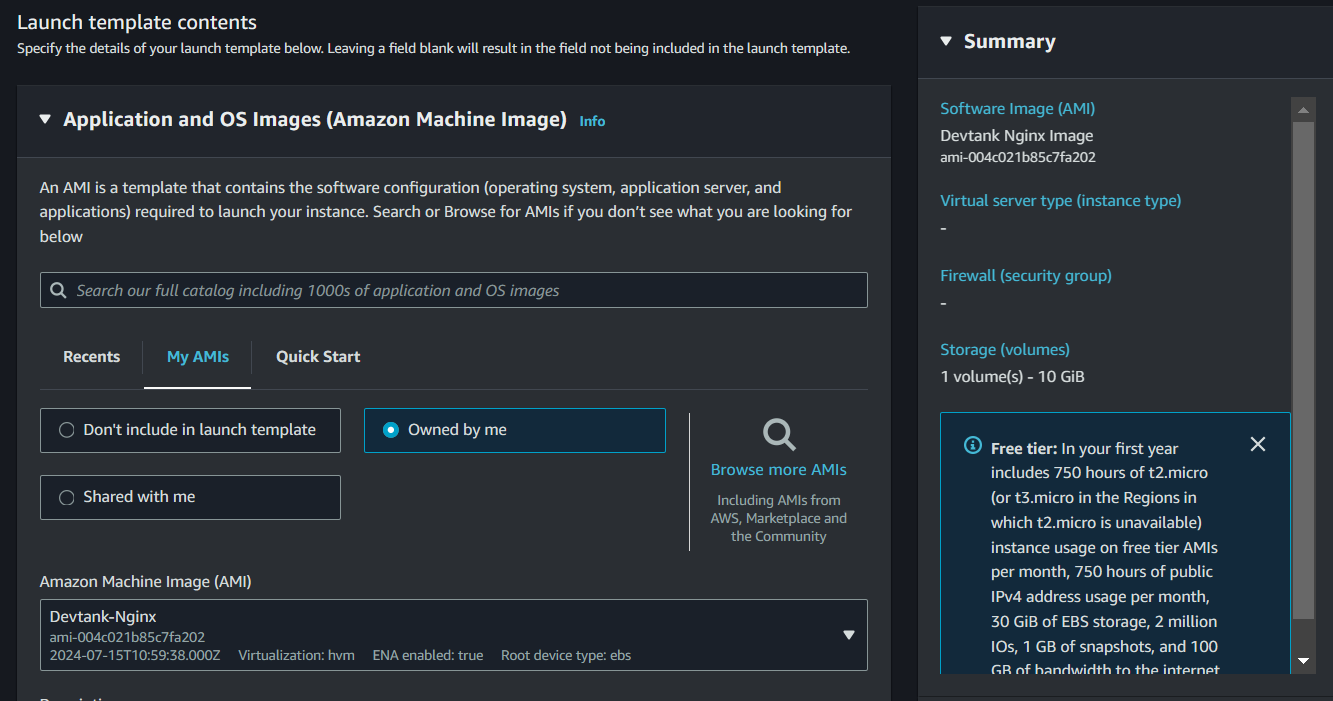 Launch template contents
Specify the details of your launch template below. Leaving a field blank will result in the field not being included in the launch template.
Application and OS Images (Amazon Machine Image) Info
An AMI is a template that contains the software configuration (operating system, application server, and
applications) required to launch your instance. Search or Browse for AMIs if you don’t see what you are looking for
below
Search our full catalog including 1000s of application and OS images
Recents My AMIs Quick Start
Don't include in launch template
Owned by me
Shared with me
Browse more AMIs
Including AMIs from
AWS, Marketplace and
the Community
Amazon Machine Image (AMI)
Devtank-Nginx
ami-004c021b85c7fa202
2024-07-15T10:59:38.000Z Virtualization: hvm ENA enabled: true Root device type: ebs
Summary
Software Image (AMI)
Devtank Nginx Image
ami-004c021b85c7fa202
Virtual server type (instance type)
-
Firewall (security group)
-
Storage (volumes)
1 volume(s) - 10 GiB
Free tier: In your first year
includes 750 hours of t2.micro
(or t3.micro in the Regions in
which t2.micro is unavailable)
instance usage on free tier AMIs
per month, 750 hours of public
IPv4 address usage per month,
30 GiB of EBS storage, 2 million
IOs, 1 GB of snapshots, and 100
GB of bandwidth to the internet